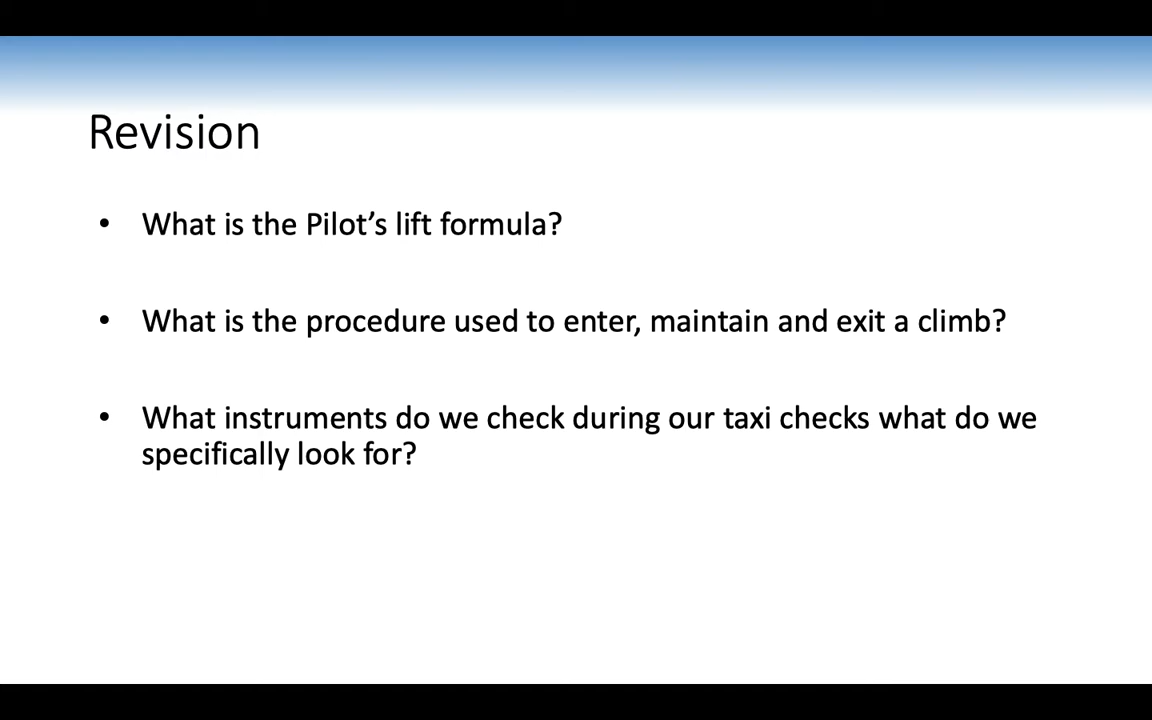 Revision
• What is the Pilot’s lift formula?
• What is the procedure used to enter, maintain and exit a climb?
• What instruments do we check during our taxi checks what do we
specifically look for?